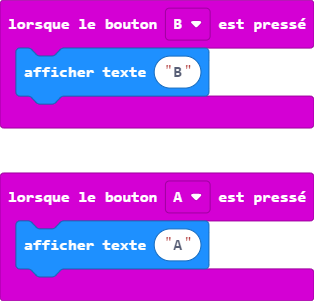 lorsque le bouton B est pressé
afficher texte "B"
lorsque le bouton A est pressé
afficher texte "A"